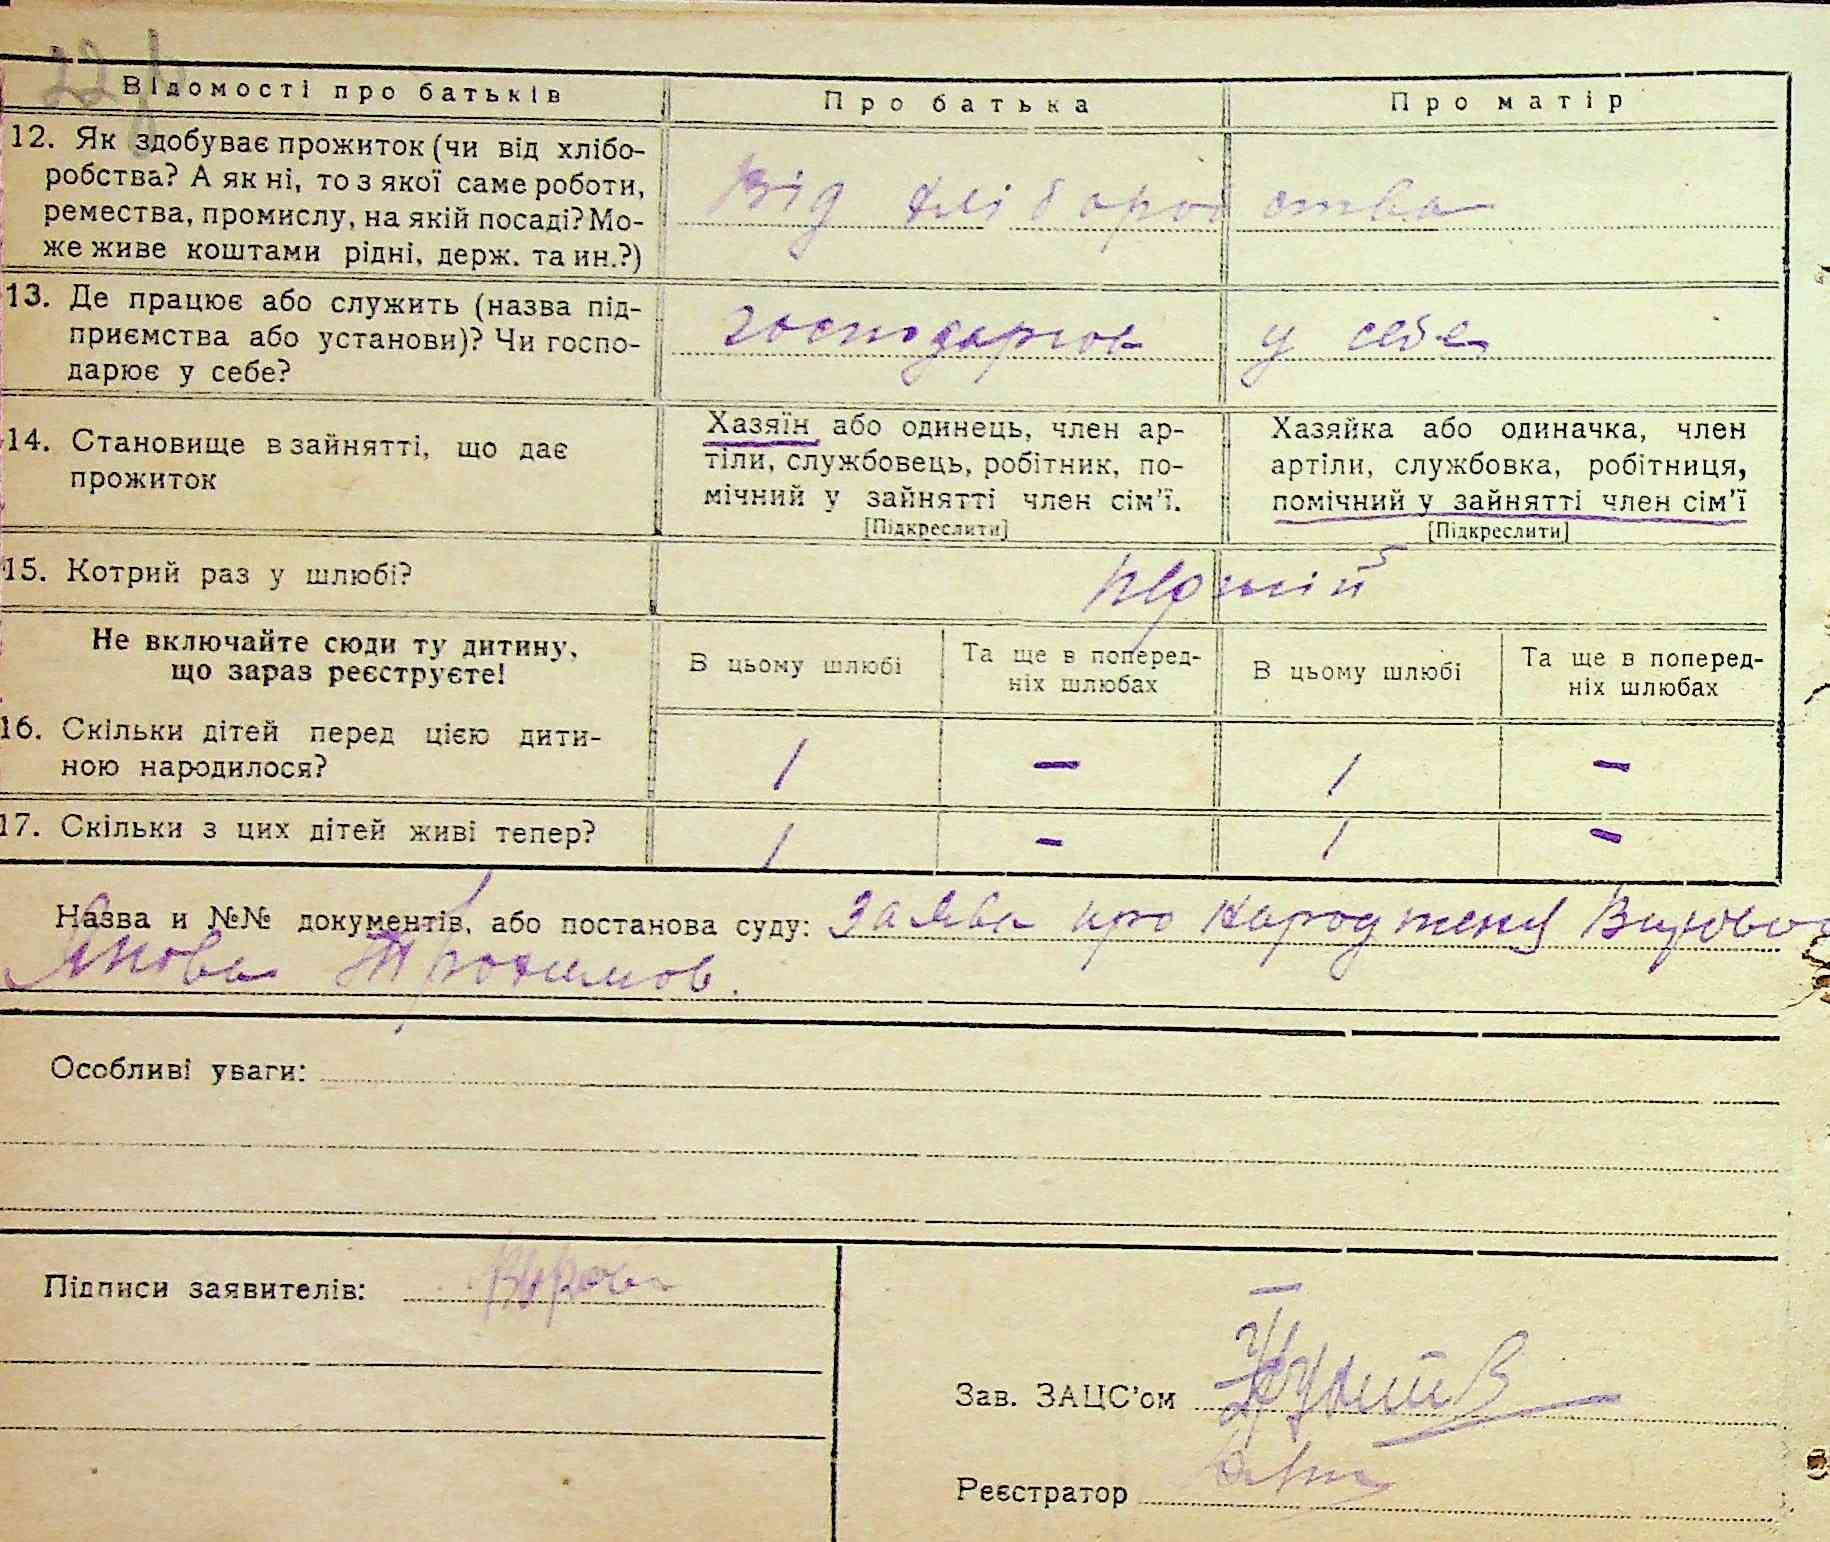 Відомості про батьків Про батька Про матір
12. Як здобуває прожиток (чи від хлібо-
робства? А як ні, то з якої саме роботи,
ремества, промислу, на якій посаді? Мо-
же живе коштами рідні, держ. та ин.?)
Від хліборобства
13. Де працює або служить (назва під-
приємства або установи)? Чи госпо-
дарює у себе?
господарює у себе
14. Становище в зайнятті, що дає
прожиток
Хазяїн або одинець, член ар-
тіли, службовець, робітник, по-
мічний у зайнятті член сім'ї.
[Підкреслити]
Хазяйка або одиначка, член
артіли, службовка, робітниця,
помічний у зайнятті член сім'ї
[Підкреслити]
15. Котрий раз у шлюбі? перший
Не включайте сюди ту дитину,
що зараз реєструєте!
В цьому шлюбі
Та ще в поперед-
ніх шлюбах
В цьому шлюбі
Та ще в поперед-
ніх шлюбах
16. Скільки дітей перед цією дити-
ною народилося?
1 - 1 -
17. Скільки з цих дітей живі тепер? 1 - 1 -
Назва и №№ документів, або постанова суду: Заява про
Особливі уваги:
Підписи заявителів:
Зав. ЗАЦС'ом
Реєстратор